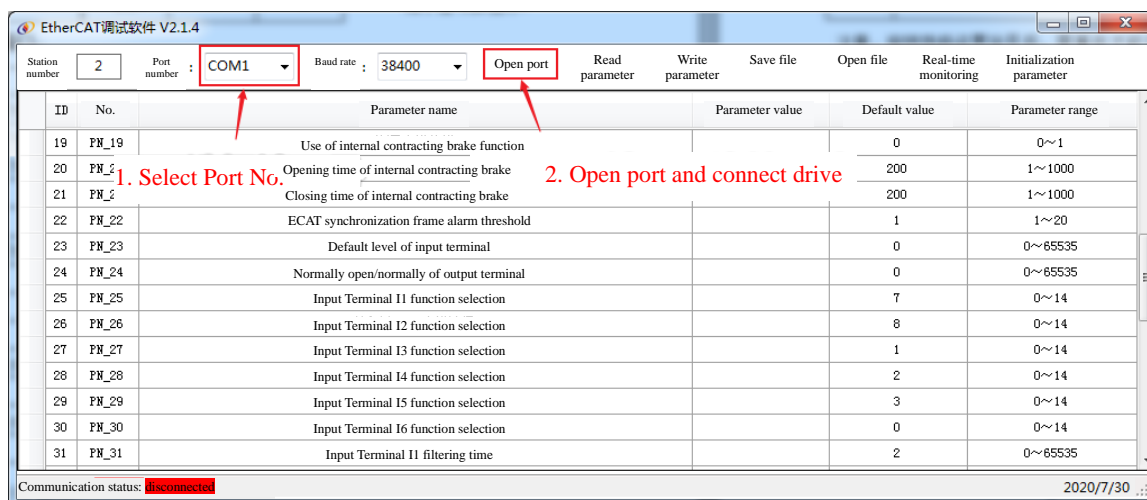 EtherCAT调试软件 V2.1.4
Station number 2 Port number : COM1 Baud rate : 38400 Open port Read parameter Write parameter Save file Open file Real-time monitoring Initialization parameter
ID No. Parameter name Parameter value Default value Parameter range
19 PN_19 Use of internal contracting brake function 0 0~1
20 PN_2 Opening time of internal contracting brake 200 1~1000
1. Select Port No. 2. Open port and connect drive
21 PN_2 Closing time of internal contracting brake 200 1~1000
22 PN_22 ECAT synchronization frame alarm threshold 1 1~20
23 PN_23 Default level of input terminal 0 0~65535
24 PN_24 Normally open/normally of output terminal 0 0~65535
25 PN_25 Input Terminal I1 function selection 7 0~14
26 PN_26 Input Terminal I2 function selection 8 0~14
27 PN_27 Input Terminal I3 function selection 1 0~14
28 PN_28 Input Terminal I4 function selection 2 0~14
29 PN_29 Input Terminal I5 function selection 3 0~14
30 PN_30 Input Terminal I6 function selection 0 0~14
31 PN_31 Input Terminal I1 filtering time 2 0~65535
Communication status: disconnected 2020/7/30